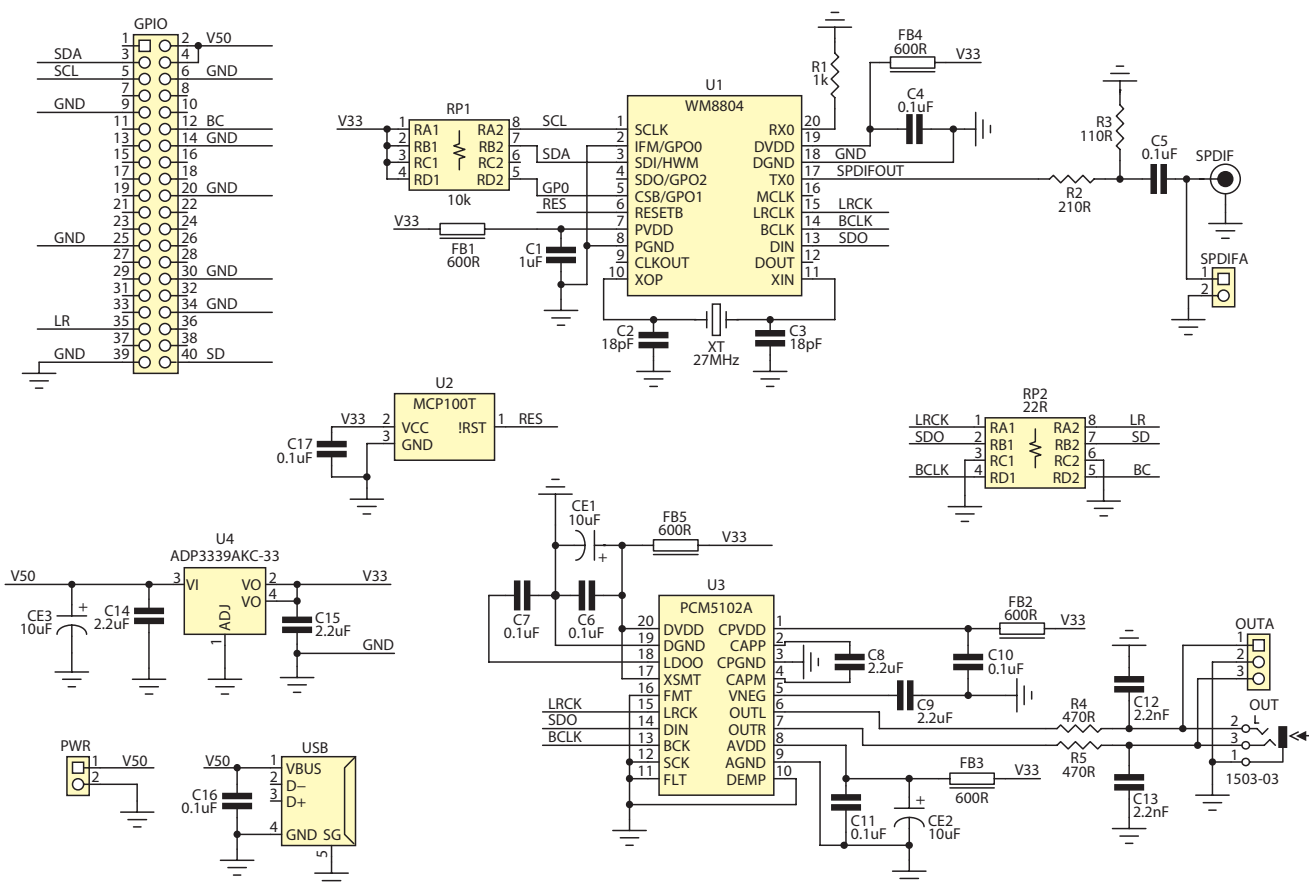 GPIO
1 2 V50
SDA 3 4
SCL 5 6 GND
7 8
GND 9 10
11 12 BC
13 14 GND
15 16
17 18
19 20 GND
21 22
23 24
GND 25 26
27 28
29 30 GND
31 32
33 34 GND
LR 35 36
37 38
GND 39 40 SD
RP1
V33 1 RA1 RA2 8 SCL
2 RB1 RB2 7 SDA
3 RC1 RC2 6
4 RD1 RD2 5 GP0
10k
RES
V33
FB1
600R
C1
1uF
U1
WM8804
1 SCLK RX0 20
2 IFM/GPO0 DVDD 19
3 SDI/HWM DGND 18 GND
4 SDO/GPO2 TX0 17 SPDIFOUT
5 CSB/GPO1 MCLK 16
6 RESETB LRCLK 15 LRCK
7 PVDD BCLK 14 BCLK
8 PGND DIN 13 SDO
9 CLKOUT DOUT 12
10 XOP XIN 11
R1
1k
FB4
600R
V33
C4
0.1uF
C2
18pF
XT
27MHz
C3
18pF
R3
110R
R2
210R
C5
0.1uF
SPDIF
SPDIFA
1
2
U2
MCP100T
V33 2 VCC !RST 1 RES
3 GND
C17
0.1uF
RP2
22R
LRCK 1 RA1 RA2 8 LR
SDO 2 RB1 RB2 7 SD
3 RC1 RC2 6
BCLK 4 RD1 RD2 5 BC
U4
ADP3339AKC-33
V50 3 VI VO 2 V33
VO 4
ADJ
1
CE3
10uF
+
C14
2.2uF
C15
2.2uF
GND
PWR
1 V50
2
USB
V50 1 VBUS
2 D−
3 D+
4 GND SG
5
C16
0.1uF
CE1
10uF
+
FB5
600R
V33
C7
0.1uF
C6
0.1uF
U3
PCM5102A
20 DVDD CPVDD 1
19 DGND CAPP 2
18 LDOO CPGND 3
17 XSMT CAPM 4
16 FMT VNEG 5
LRCK 15 LRCK OUTL 6
SDO 14 DIN OUTR 7
BCLK 13 BCK AVDD 8
12 SCK AGND 9
11 FLT DEMP 10
C8
2.2uF
C9
2.2uF
C10
0.1uF
FB2
600R
V33
FB3
600R
V33
C11
0.1uF
CE2
10uF
+
R4
470R
R5
470R
C12
2.2nF
C13
2.2nF
OUTA
1
2
3
OUT
2 L
3
1
1503-03